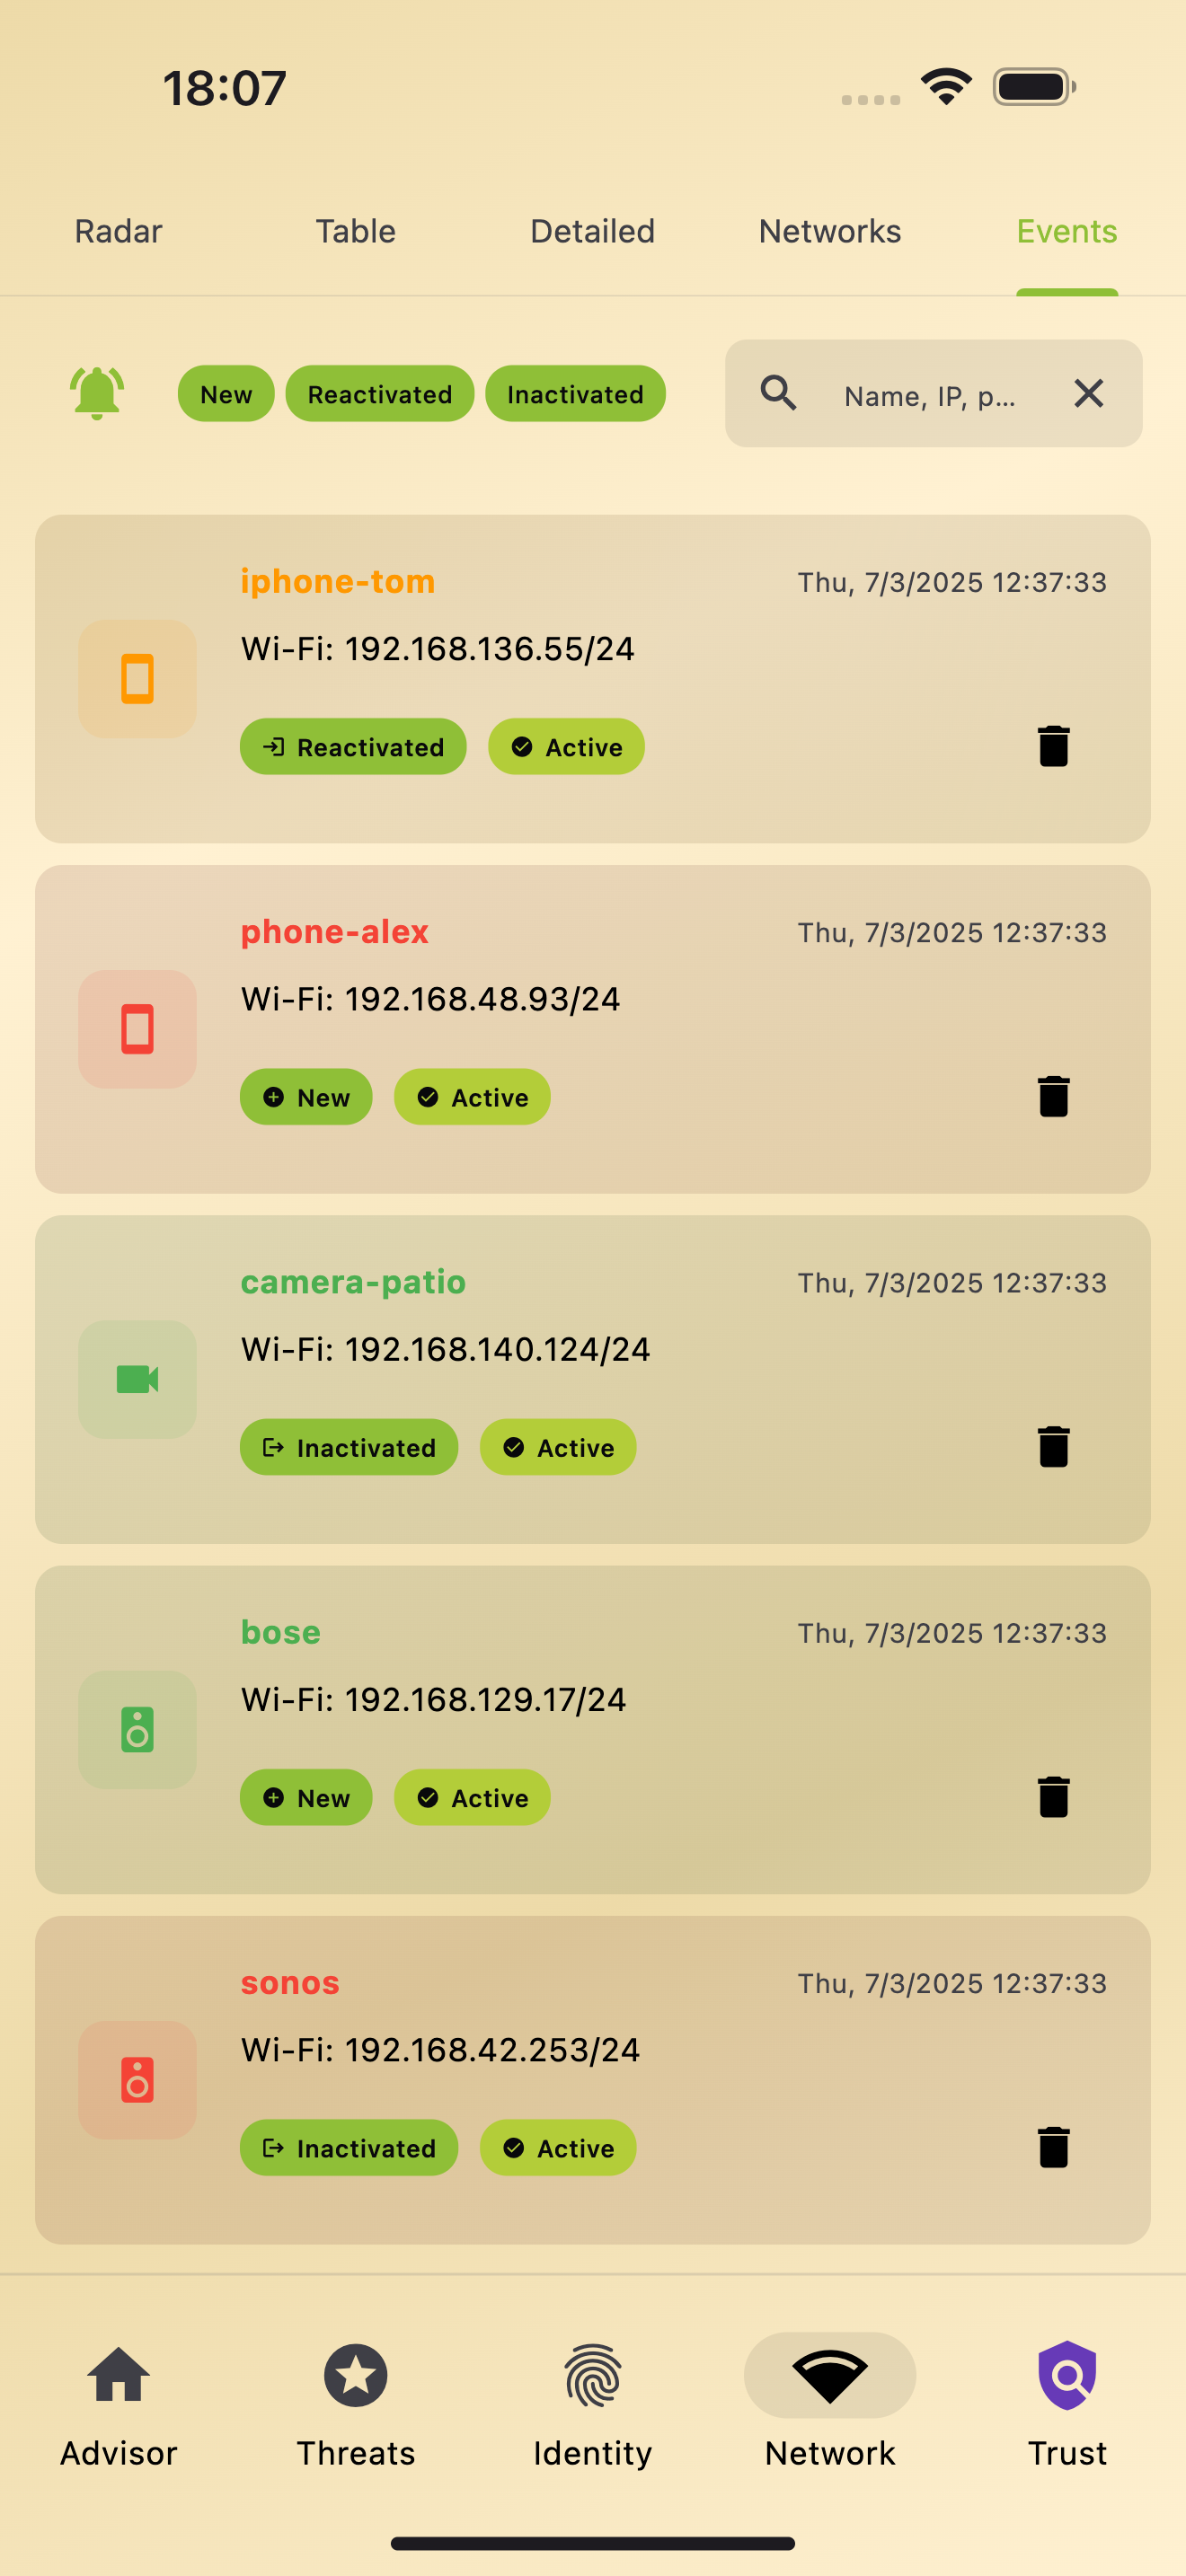 18:07
Radar Table Detailed Networks Events
New Reactivated Inactivated Name, IP, p...
iphone-tom Thu, 7/3/2025 12:37:33
Wi-Fi: 192.168.136.55/24
Reactivated Active
phone-alex Thu, 7/3/2025 12:37:33
Wi-Fi: 192.168.48.93/24
New Active
camera-patio Thu, 7/3/2025 12:37:33
Wi-Fi: 192.168.140.124/24
Inactivated Active
bose Thu, 7/3/2025 12:37:33
Wi-Fi: 192.168.129.17/24
New Active
sonos Thu, 7/3/2025 12:37:33
Wi-Fi: 192.168.42.253/24
Inactivated Active
Advisor Threats Identity Network Trust